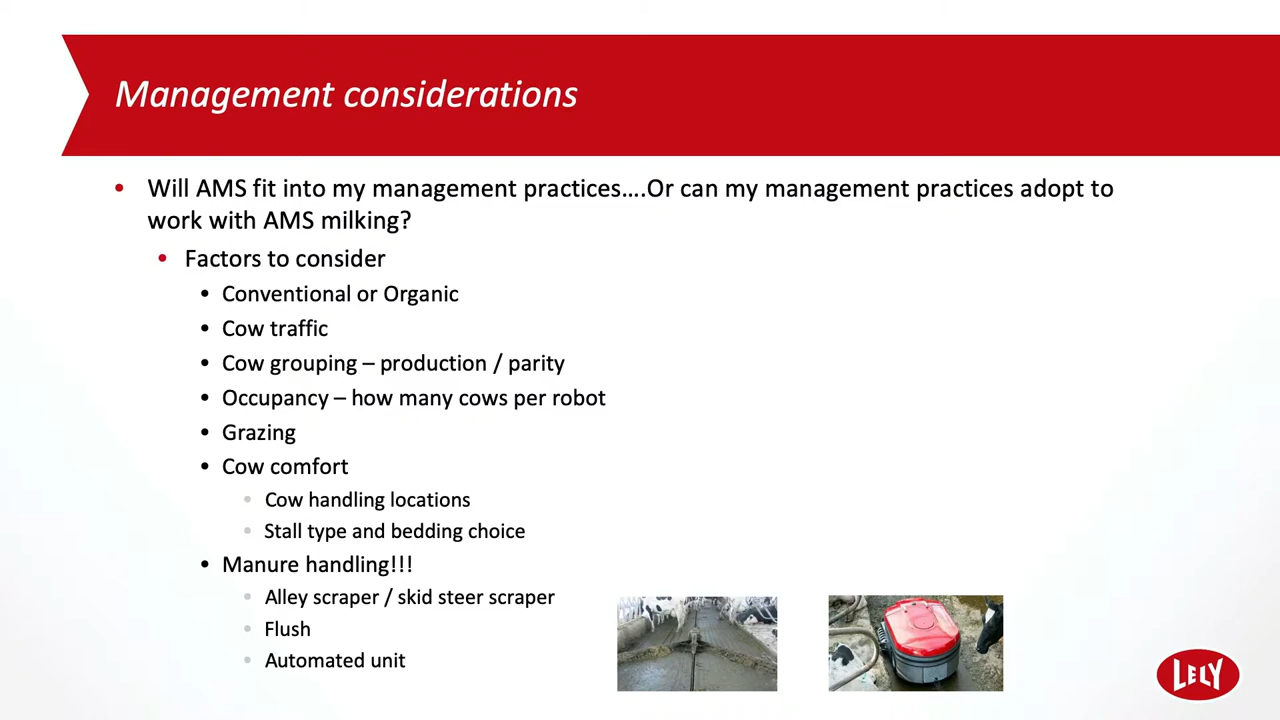 Management considerations
• Will AMS fit into my management practices….Or can my management practices adopt to
work with AMS milking?
• Factors to consider
• Conventional or Organic
• Cow traffic
• Cow grouping – production / parity
• Occupancy – how many cows per robot
• Grazing
• Cow comfort
• Cow handling locations
• Stall type and bedding choice
• Manure handling!!!
• Alley scraper / skid steer scraper
• Flush
• Automated unit
LELY